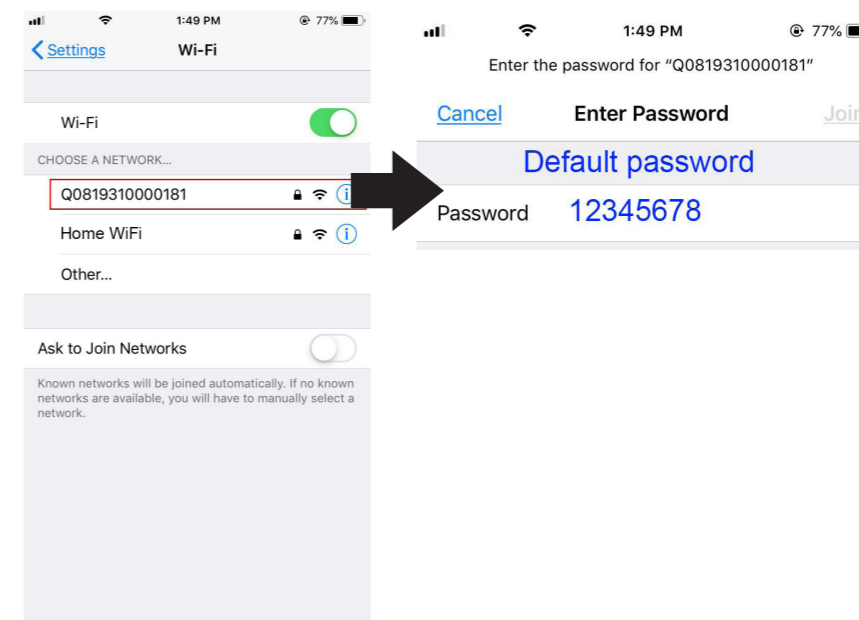 1:49 PM 77%
Settings Wi-Fi
Wi-Fi
CHOOSE A NETWORK...
Q0819310000181
Home WiFi
Other...
Ask to Join Networks
Known networks will be joined automatically. If no known
networks are available, you will have to manually select a
network.
1:49 PM 77%
Enter the password for “Q0819310000181”
Cancel Enter Password Join
Default password
Password 12345678